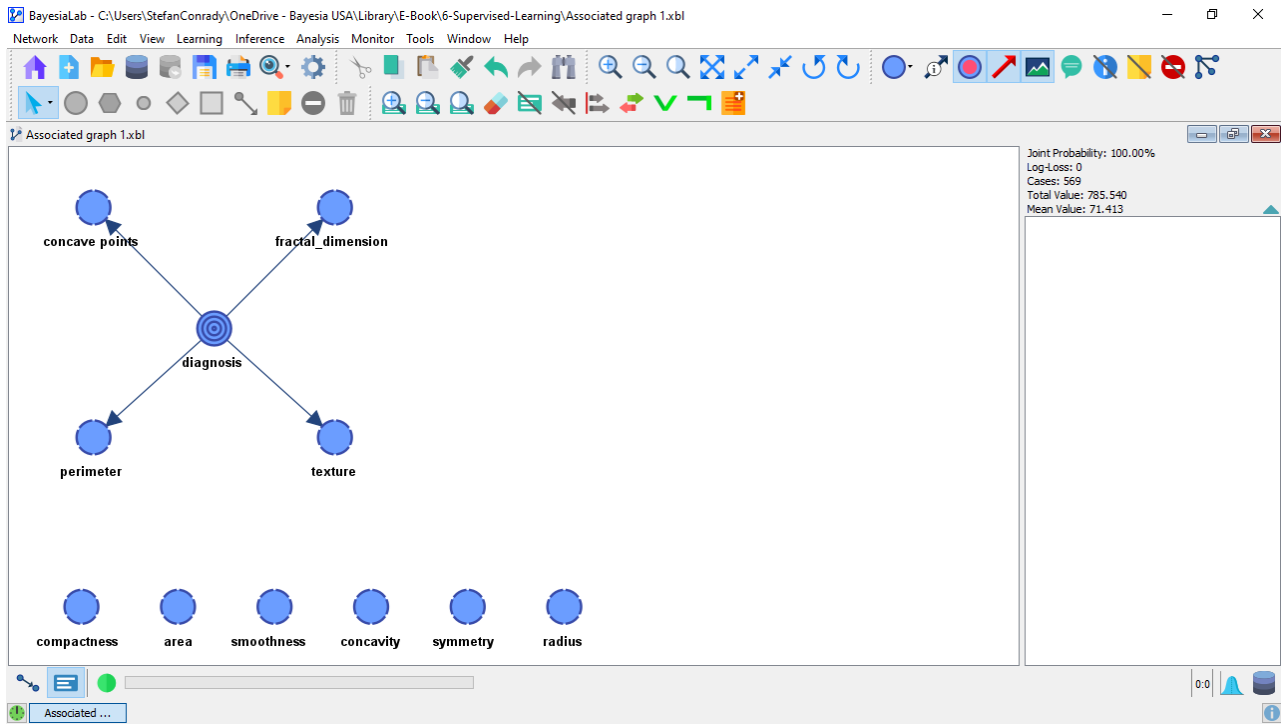 BayesiaLab - C:\Users\StefanConrady\OneDrive - Bayesia USA\Library\E-Book\6-Supervised-Learning\Associated graph 1.xbl
Network Data Edit View Learning Inference Analysis Monitor Tools Window Help
Associated graph 1.xbl
Joint Probability: 100.00%
Log-Loss: 0
Cases: 569
Total Value: 785.540
Mean Value: 71.413
concave points fractal_dimension
diagnosis
perimeter texture
compactness area smoothness concavity symmetry radius
0:0
Associated ...